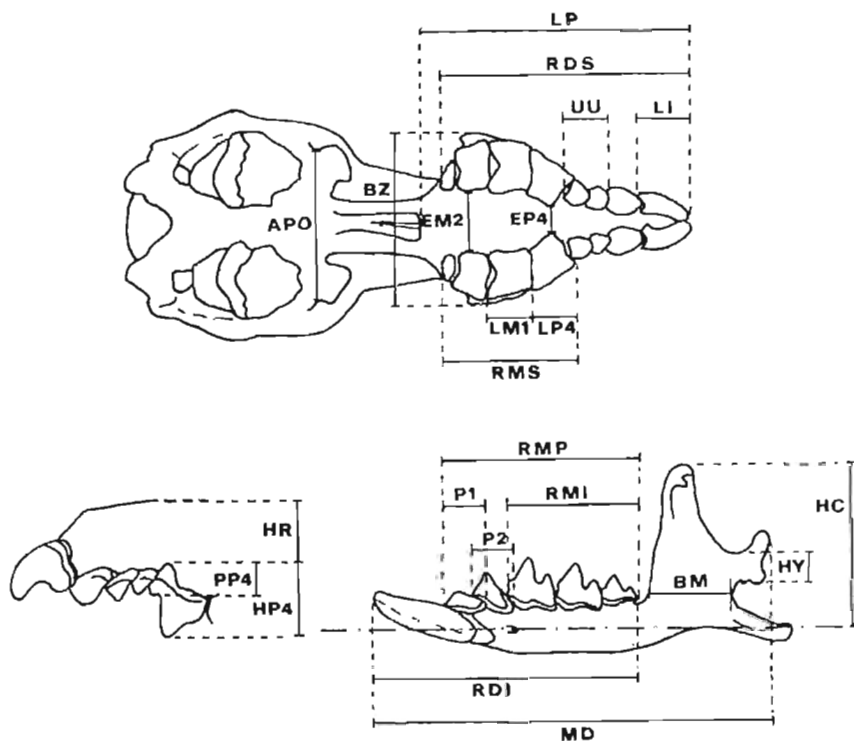 LP
RDS
UU LI
BZ
APO EM2 EP4
LM1 LP4
RMS
RMP
P1 RMI
HR HC
P2
PP4 HY
BM
HP4
RDI
MD